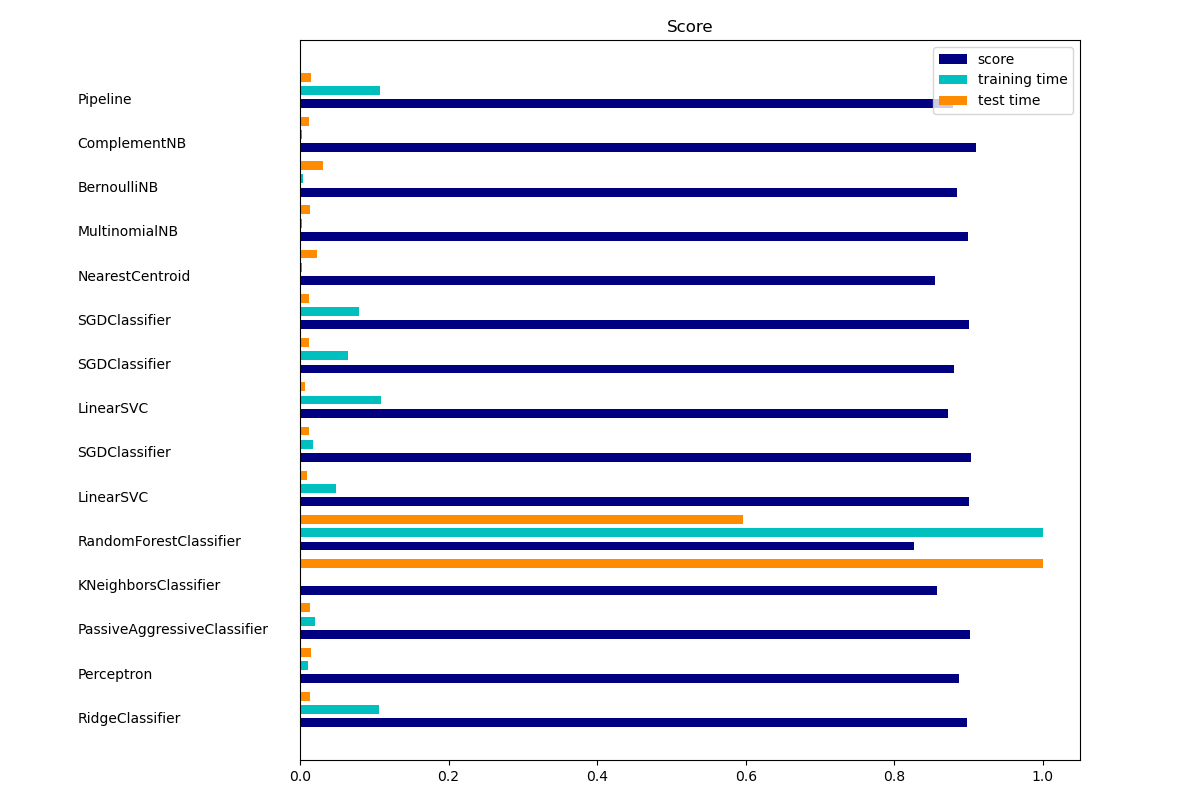 Score
score
training time
test time
Pipeline
ComplementNB
BernoulliNB
MultinomialNB
NearestCentroid
SGDClassifier
SGDClassifier
LinearSVC
SGDClassifier
LinearSVC
RandomForestClassifier
KNeighborsClassifier
PassiveAggressiveClassifier
Perceptron
RidgeClassifier
0.0 0.2 0.4 0.6 0.8 1.0